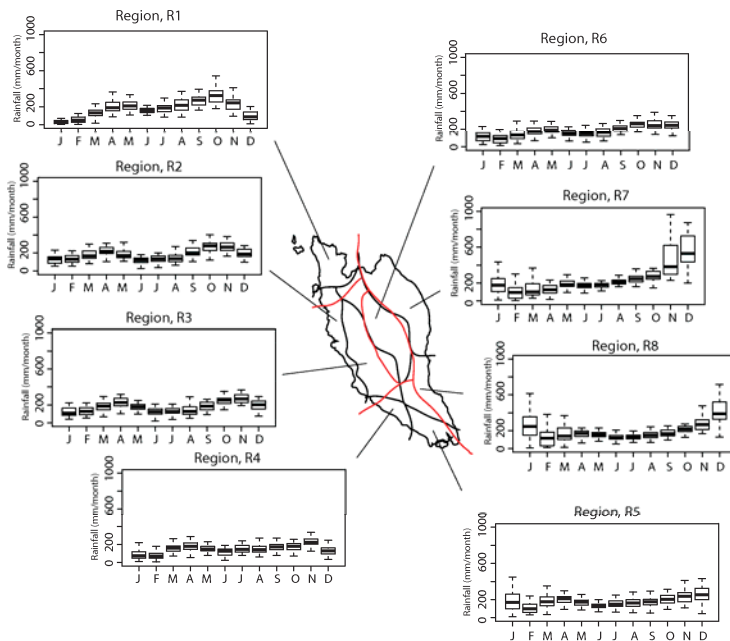 Region, R1
Rainfall (mm/month)
1000
600
200
0
J F M A M J J A S O N D
Region, R2
Rainfall (mm/month)
1000
600
200
0
J F M A M J J A S O N D
Region, R3
Rainfall (mm/month)
1000
600
200
0
J F M A M J J A S O N D
Region, R4
Rainfall (mm/month)
1000
600
200
0
J F M A M J J A S O N D
Region, R6
Rainfall (mm/month)
1000
600
200
0
J F M A M J J A S O N D
Region, R7
Rainfall (mm/month)
1000
600
200
0
J F M A M J J A S O N D
Region, R8
Rainfall (mm/month)
1000
600
200
0
J F M A M J J A S O N D
Region, R5
Rainfall (mm/month)
1000
600
200
0
J F M A M J J A S O N D